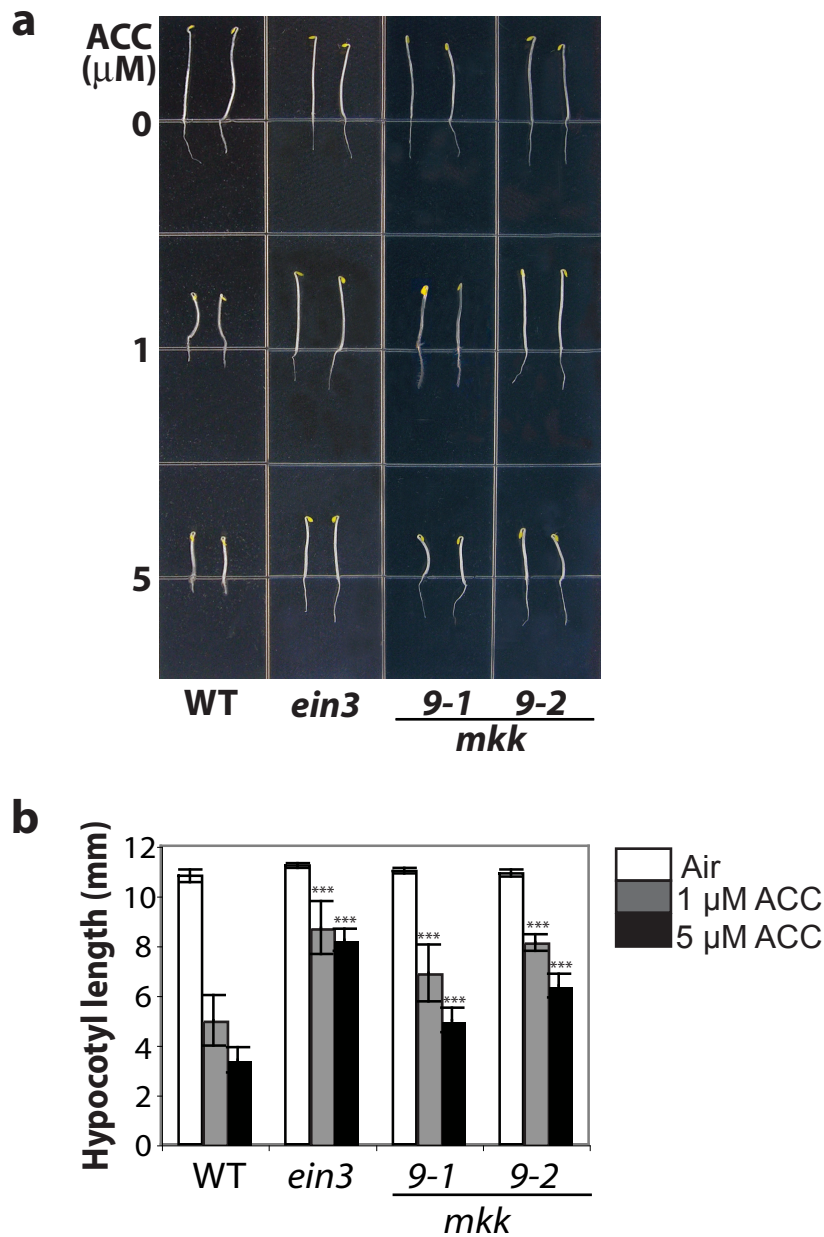 a
ACC
(μM)
0
1
5
WT ein3 9-1 9-2
mkk
b
Hypocotyl length (mm)
12
10
8
6
4
2
0
*** *** *** *** *** ***
Air
1 µM ACC
5 µM ACC
WT ein3 9-1 9-2
mkk